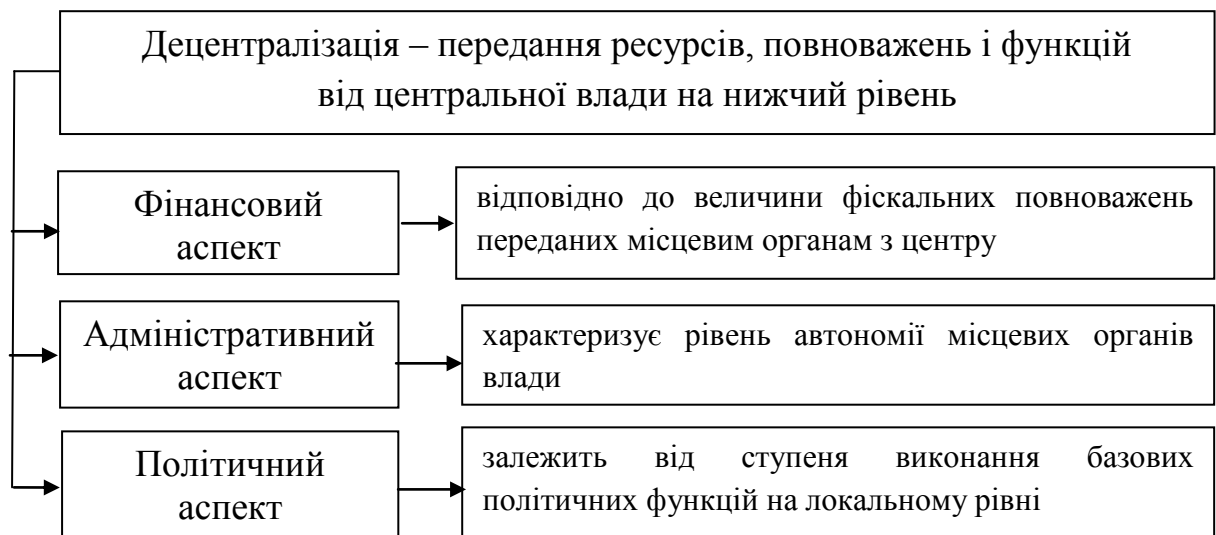 Децентралізація – передання ресурсів, повноважень і функцій
від центральної влади на нижчий рівень
Фінансовий
аспект
відповідно до величини фіскальних повноважень
переданих місцевим органам з центру
Адміністративний
аспект
характеризує рівень автономії місцевих органів
влади
Політичний
аспект
залежить від ступеня виконання базових
політичних функцій на локальному рівні